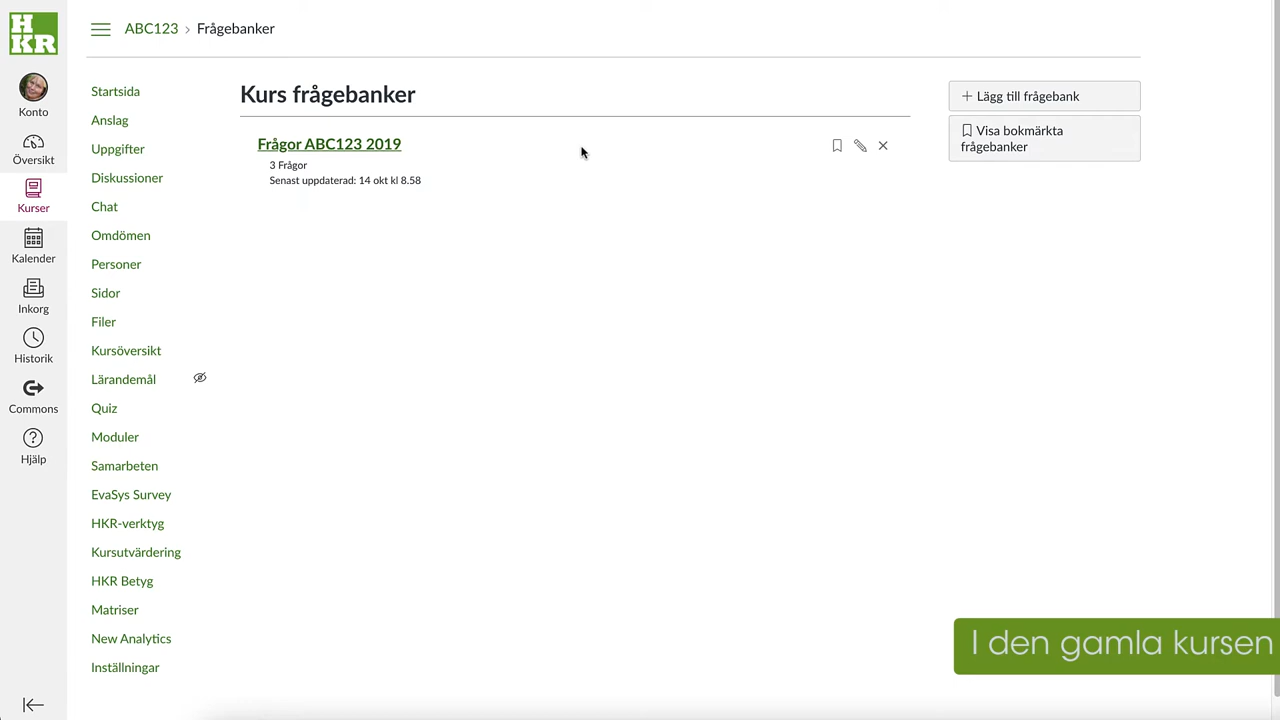 HKR
Konto
Översikt
Kurser
Kalender
Inkorg
Historik
Commons
Hjälp
ABC123 › Frågebanker
Startsida
Anslag
Uppgifter
Diskussioner
Chat
Omdömen
Personer
Sidor
Filer
Kursöversikt
Lärandemål
Quiz
Moduler
Samarbeten
EvaSys Survey
HKR-verktyg
Kursutvärdering
HKR Betyg
Matriser
New Analytics
Inställningar
Kurs frågebanker
Frågor ABC123 2019
3 Frågor
Senast uppdaterad: 14 okt kl 8.58
+ Lägg till frågebank
Visa bokmärkta
frågebanker
I den gamla kursen